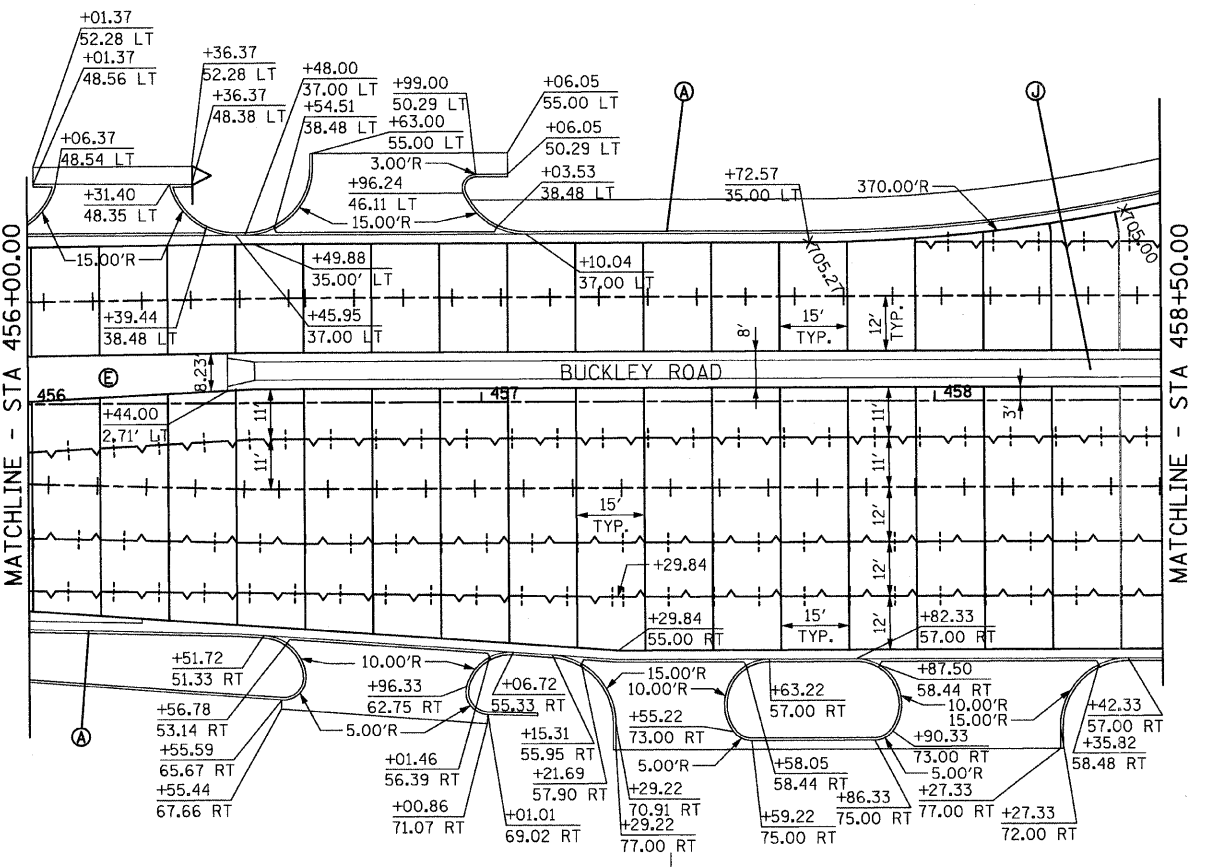 +01.37
52.28 LT
+01.37
48.56 LT
+36.37
52.28 LT
+36.37
48.38 LT
+48.00
37.00 LT
+54.51
38.48 LT
+99.00
50.29 LT
+63.00
55.00 LT
+06.05
55.00 LT
+06.05
50.29 LT
+06.37
48.54 LT
3.00'R
+96.24
46.11 LT
15.00'R
+03.53
38.48 LT
+31.40
48.35 LT
+72.57
35.00 LT
370.00'R
A
J
15.00'R
+49.88
35.00' LT
+10.04
37.00 LT
705.27
705.00
+39.44
38.48 LT
+45.95
37.00 LT
15'
TYP.
12'
TYP.
8'
MATCHLINE - STA 456+00.00
MATCHLINE - STA 458+50.00
E
8.23'
BUCKLEY ROAD
456
457
458
+44.00
2.71' LT
3'
11'
11'
11'
11'
15'
TYP.
12'
12'
12'
+29.84
+29.84
55.00 RT
15'
TYP.
+82.33
57.00 RT
+51.72
51.33 RT
10.00'R
+96.33
62.75 RT
+06.72
55.33 RT
15.00'R
10.00'R
+63.22
57.00 RT
+87.50
58.44 RT
10.00'R
15.00'R
+42.33
57.00 RT
+56.78
53.14 RT
5.00'R
+55.22
73.00 RT
+90.33
73.00 RT
+35.82
58.48 RT
A
+55.59
65.67 RT
+15.31
55.95 RT
5.00'R
+58.05
58.44 RT
5.00'R
+01.46
56.39 RT
+21.69
57.90 RT
+27.33
77.00 RT
+55.44
67.66 RT
+29.22
70.91 RT
+86.33
75.00 RT
+00.86
71.07 RT
+01.01
69.02 RT
+29.22
77.00 RT
+59.22
75.00 RT
+27.33
72.00 RT